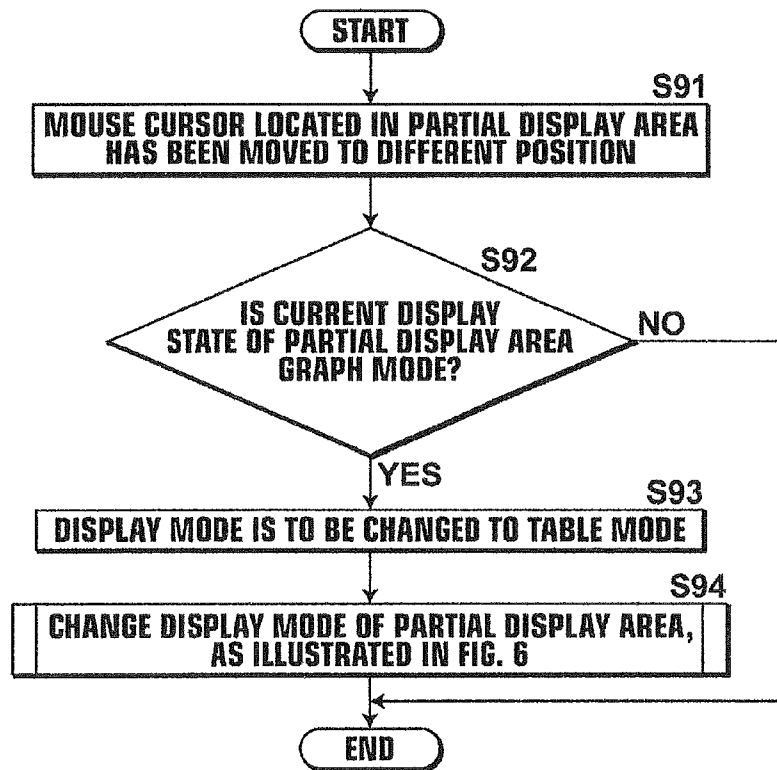 START
S91
MOUSE CURSOR LOCATED IN PARTIAL DISPLAY AREA
HAS BEEN MOVED TO DIFFERENT POSITION
S92
IS CURRENT DISPLAY
STATE OF PARTIAL DISPLAY AREA
GRAPH MODE?
NO
YES
S93
DISPLAY MODE IS TO BE CHANGED TO TABLE MODE
S94
CHANGE DISPLAY MODE OF PARTIAL DISPLAY AREA,
AS ILLUSTRATED IN FIG. 6
END